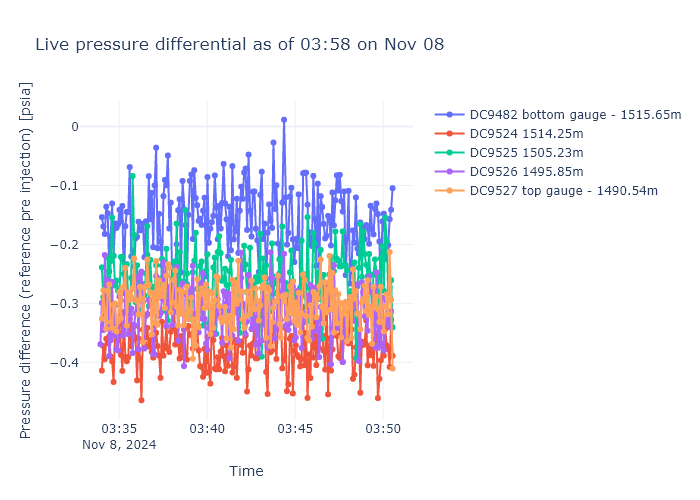 Live pressure differential as of 03:58 on Nov 08
Pressure difference (reference pre injection) [psia]
0
−0.1
−0.2
−0.3
−0.4
03:35
03:40
03:45
03:50
Nov 8, 2024
Time
DC9482 bottom gauge - 1515.65m
DC9524 1514.25m
DC9525 1505.23m
DC9526 1495.85m
DC9527 top gauge - 1490.54m